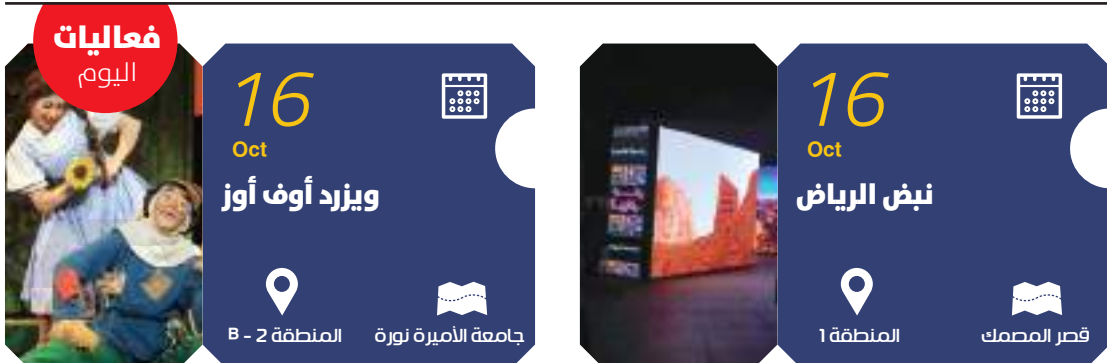 فعاليات
اليوم
16
Oct
نبض الرياض
قصر المصمك
المنطقة 1
16
Oct
ويزرد أوف أوز
جامعة الأميرة نورة
المنطقة 2 - B